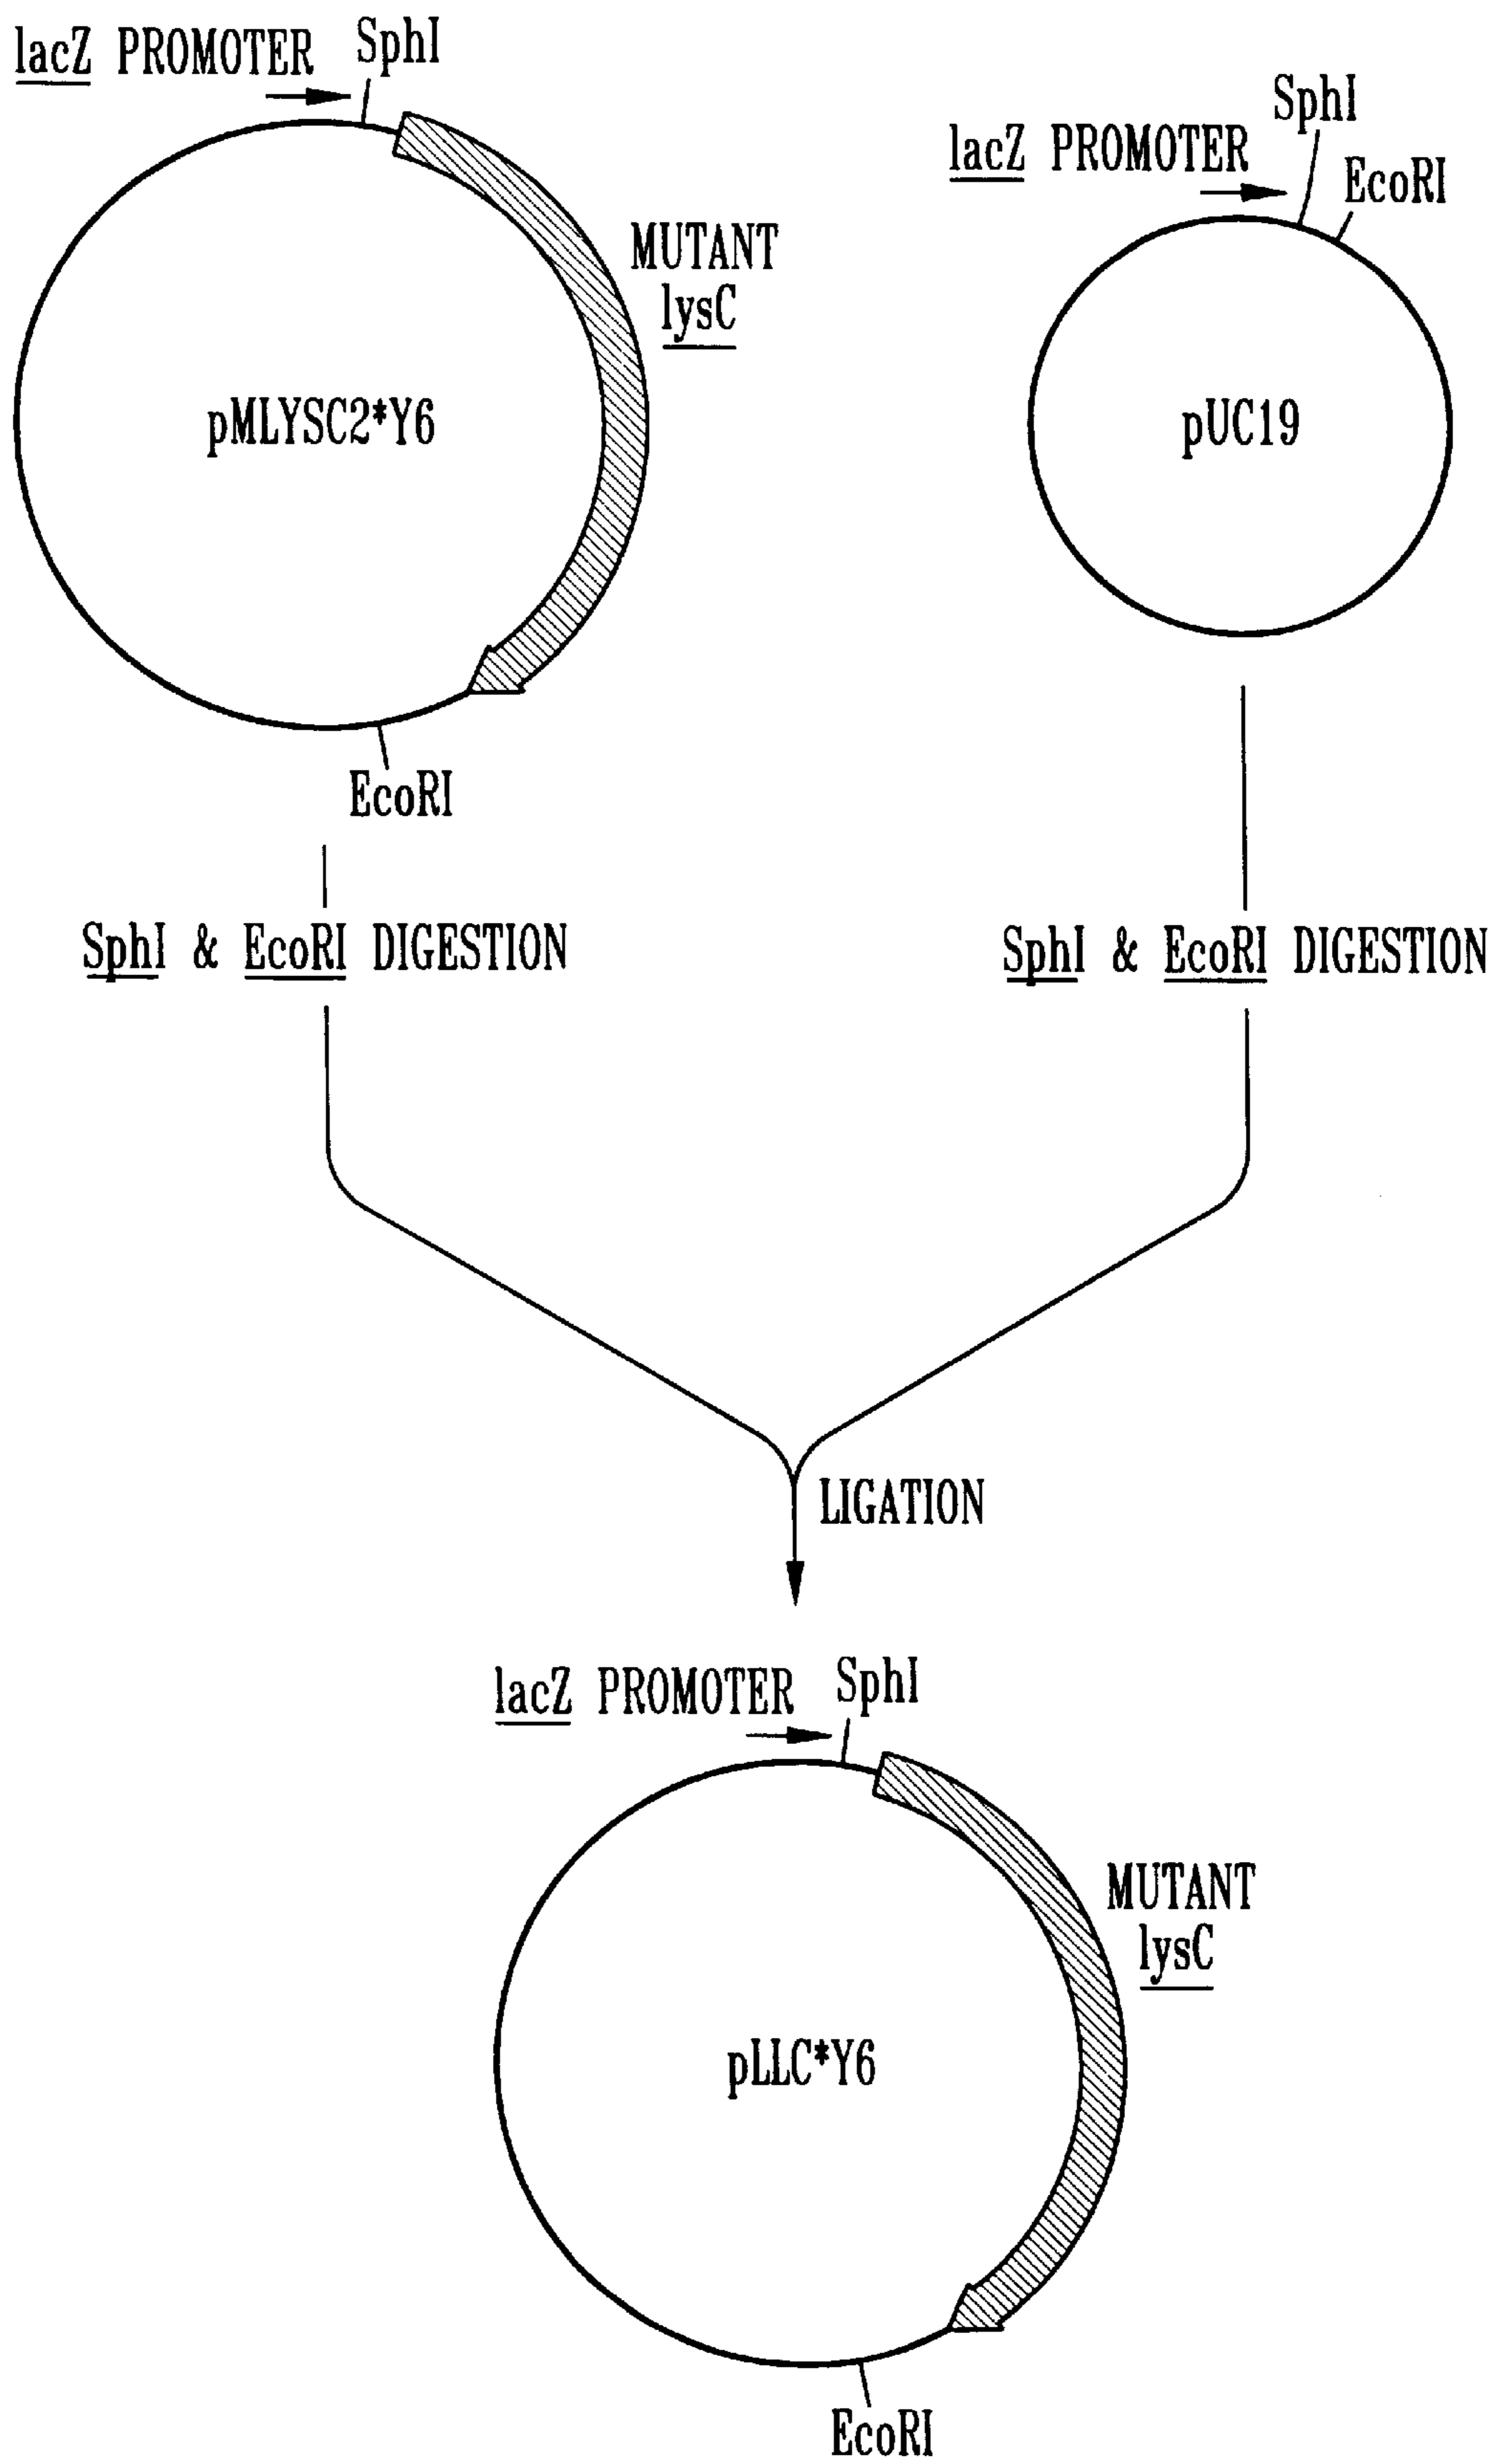 lacZ PROMOTER
SphI
MUTANT
lysC
pMLYSC2*Y6
EcoRI
lacZ PROMOTER
SphI
EcoRI
pUC19
SphI & EcoRI DIGESTION
SphI & EcoRI DIGESTION
LIGATION
lacZ PROMOTER
SphI
MUTANT
lysC
pLLC*Y6
EcoRI